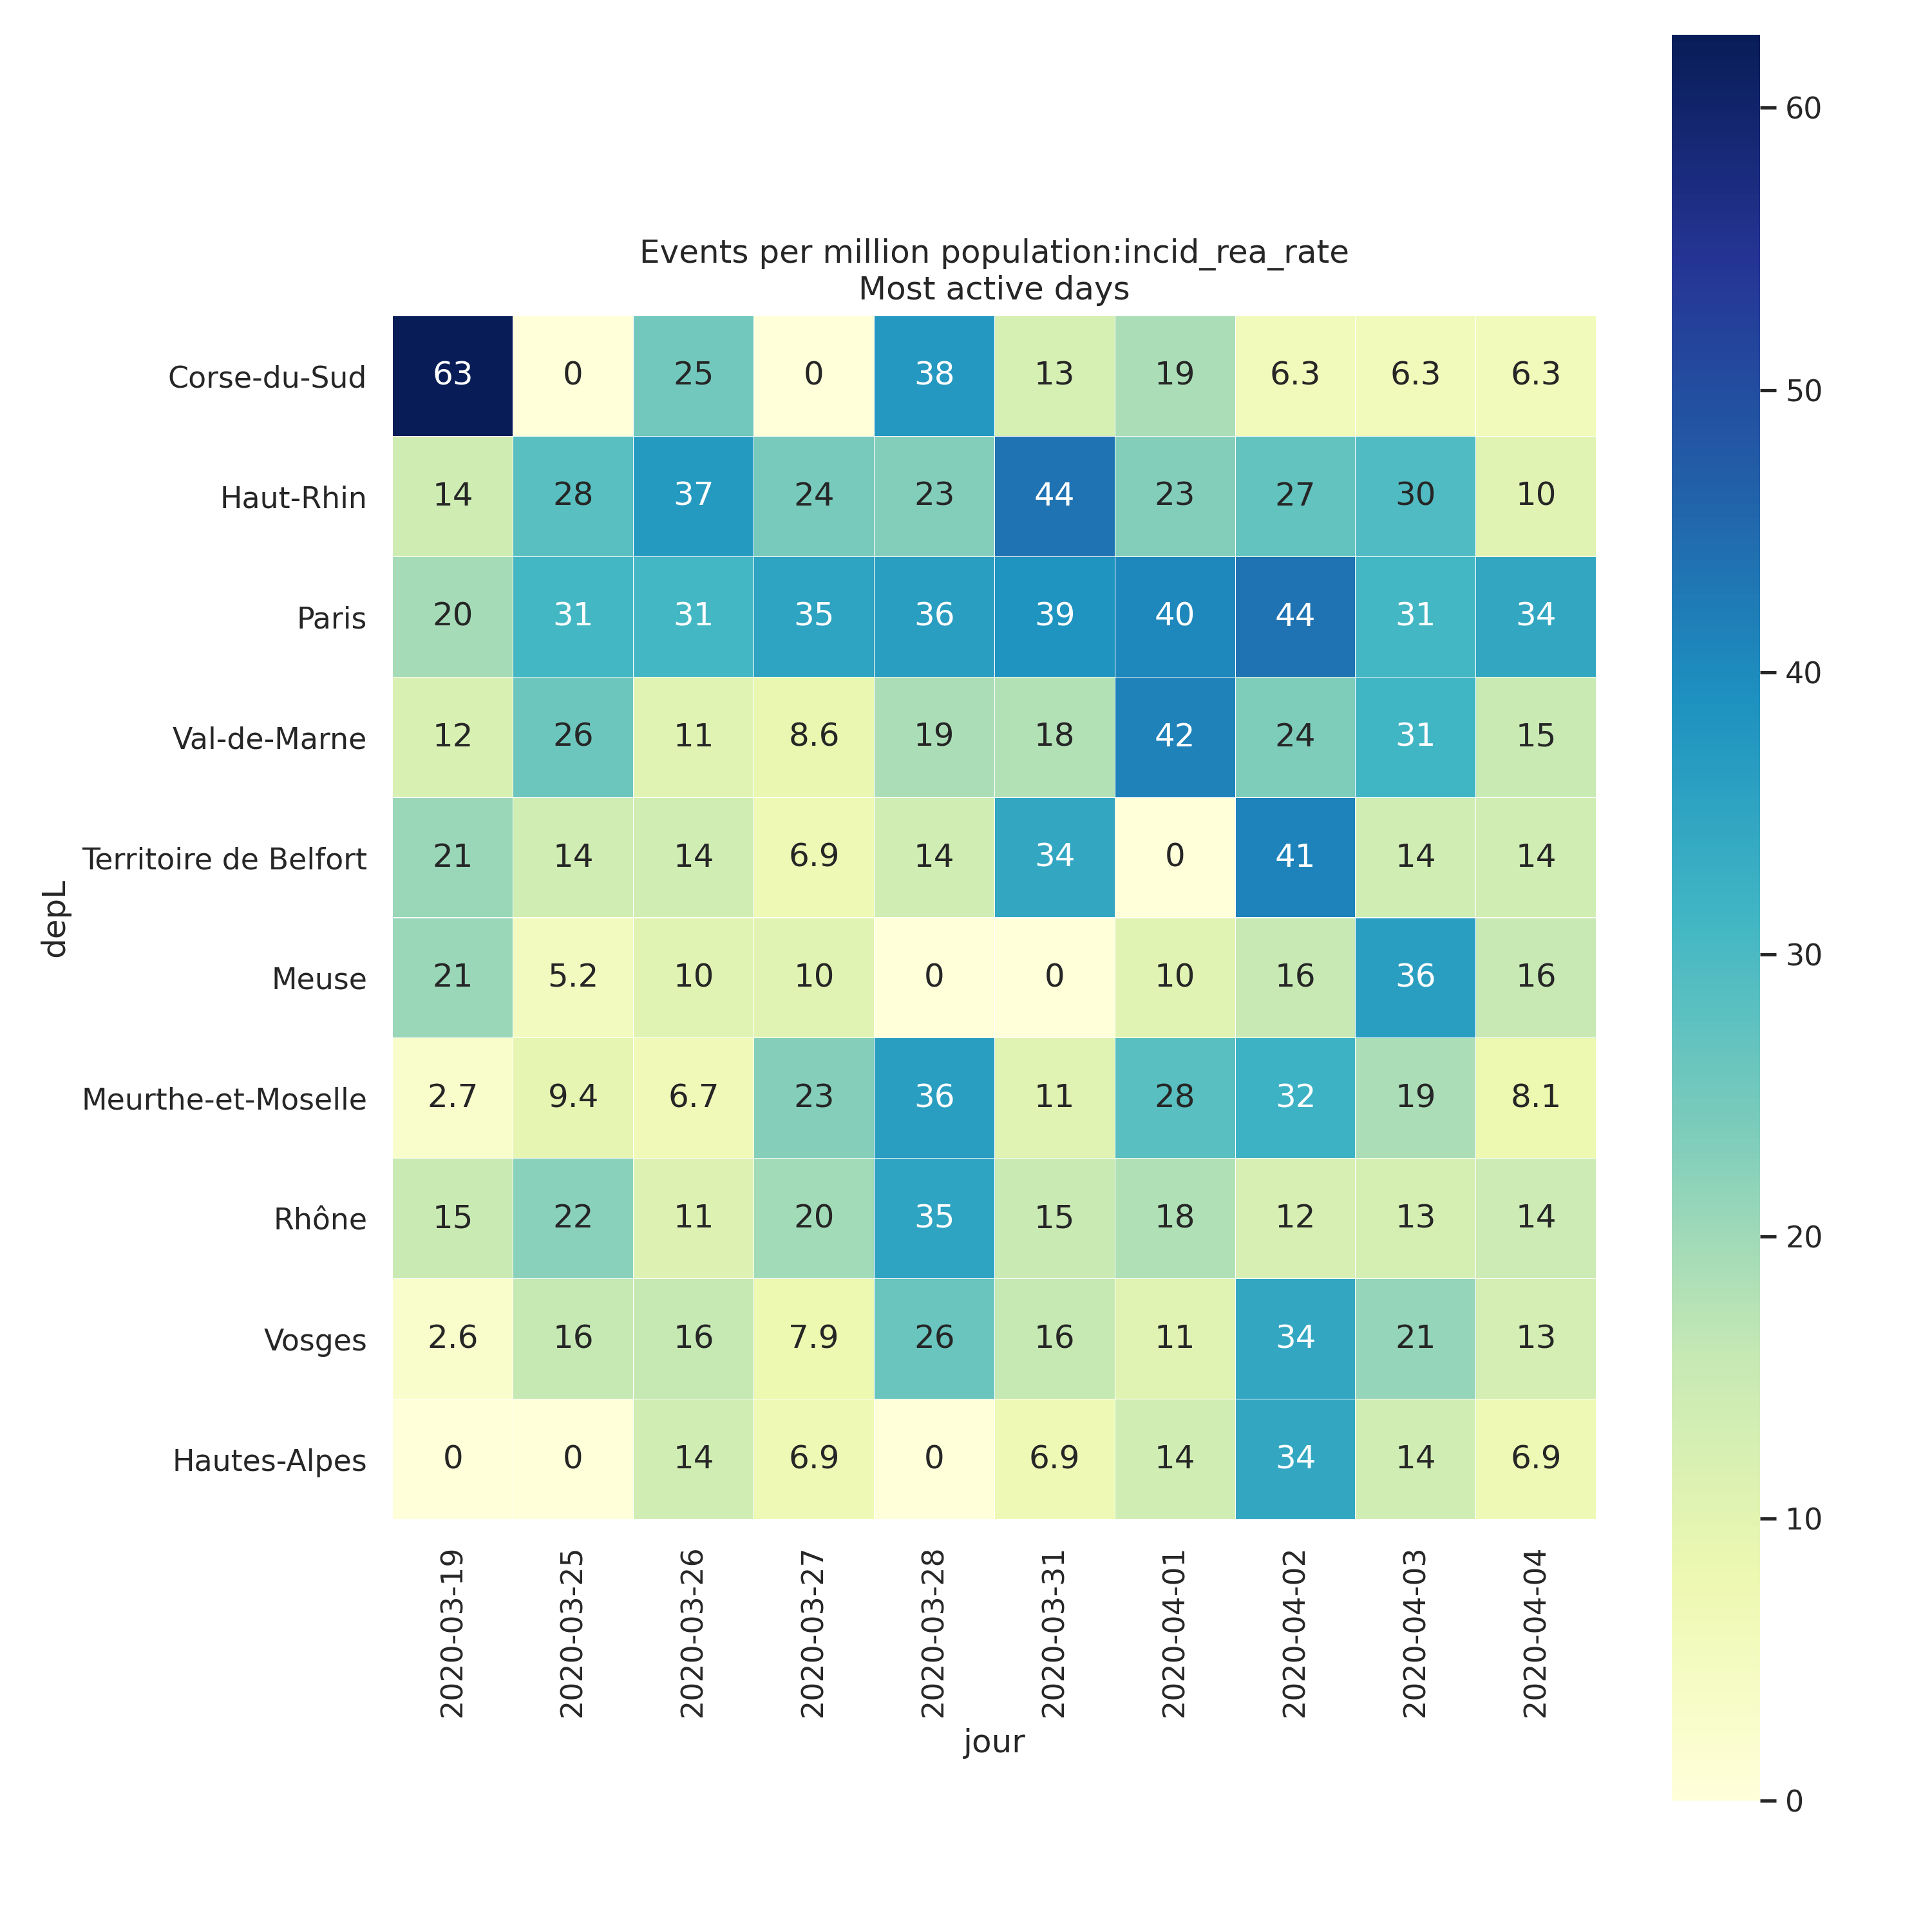 Events per million population:incid_rea_rate
Most active days
depL
Corse-du-Sud 63 0 25 0 38 13 19 6.3 6.3 6.3
Haut-Rhin 14 28 37 24 23 44 23 27 30 10
Paris 20 31 31 35 36 39 40 44 31 34
Val-de-Marne 12 26 11 8.6 19 18 42 24 31 15
Territoire de Belfort 21 14 14 6.9 14 34 0 41 14 14
Meuse 21 5.2 10 10 0 0 10 16 36 16
Meurthe-et-Moselle 2.7 9.4 6.7 23 36 11 28 32 19 8.1
Rhône 15 22 11 20 35 15 18 12 13 14
Vosges 2.6 16 16 7.9 26 16 11 34 21 13
Hautes-Alpes 0 0 14 6.9 0 6.9 14 34 14 6.9
2020-03-19 2020-03-25 2020-03-26 2020-03-27 2020-03-28 2020-03-31 2020-04-01 2020-04-02 2020-04-03 2020-04-04
jour
60
50
40
30
20
10
0